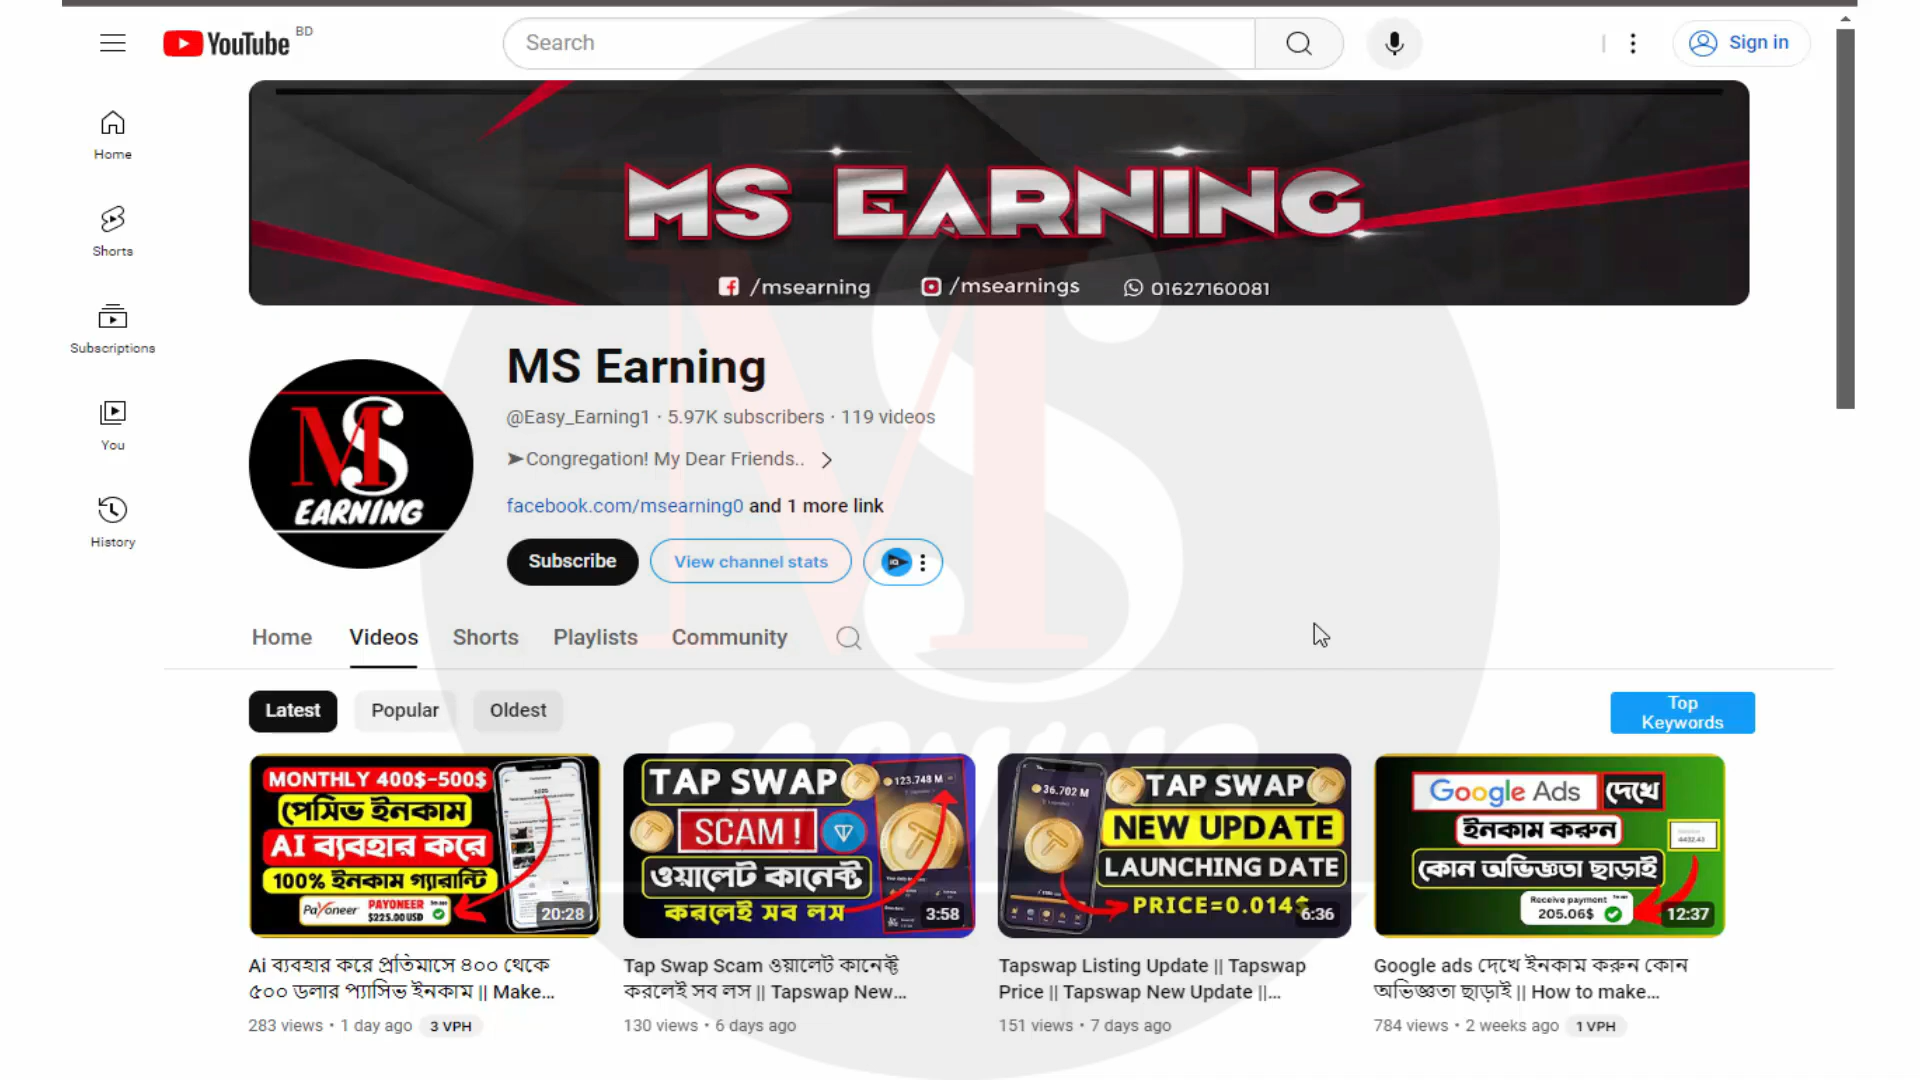 YouTube BD
Search
Sign in
Home
Shorts
Subscriptions
You
History
MS EARNING
/msearning
/msearnings
01627160081
MS EARNING
MS Earning
@Easy_Earning1 · 5.97K subscribers · 119 videos
➤Congregation! My Dear Friends..
facebook.com/msearning0 and 1 more link
Subscribe
View channel stats
Home
Videos
Shorts
Playlists
Community
Latest
Popular
Oldest
Top
Keywords
MONTHLY 400$-500$
পেসিভ ইনকাম
AI ব্যবহার করে
100% ইনকাম গ্যারান্টি
Payoneer
PAYONEER
$225.00 USD
20:28
Ai ব্যবহার করে প্রতিমাসে ৪০০ থেকে
৫০০ ডলার প্যাসিভ ইনকাম || Make...
283 views • 1 day ago
3 VPH
TAP SWAP
SCAM!
ওয়ালেট কানেক্ট
করলেই সব লস
123.748 M
3:58
Tap Swap Scam ওয়ালেট কানেক্ট
করলেই সব লস || Tapswap New...
130 views • 6 days ago
36.702 M
TAP SWAP
NEW UPDATE
LAUNCHING DATE
PRICE=0.014$
6:36
Tapswap Listing Update || Tapswap
Price || Tapswap New Update ||...
151 views • 7 days ago
Google Ads দেখে
ইনকাম করুন
কোন অভিজ্ঞতা ছাড়াই
Receive payment
205.06$
12:37
Google ads দেখে ইনকাম করুন কোন
অভিজ্ঞতা ছাড়াই || How to make...
784 views • 2 weeks ago
1 VPH